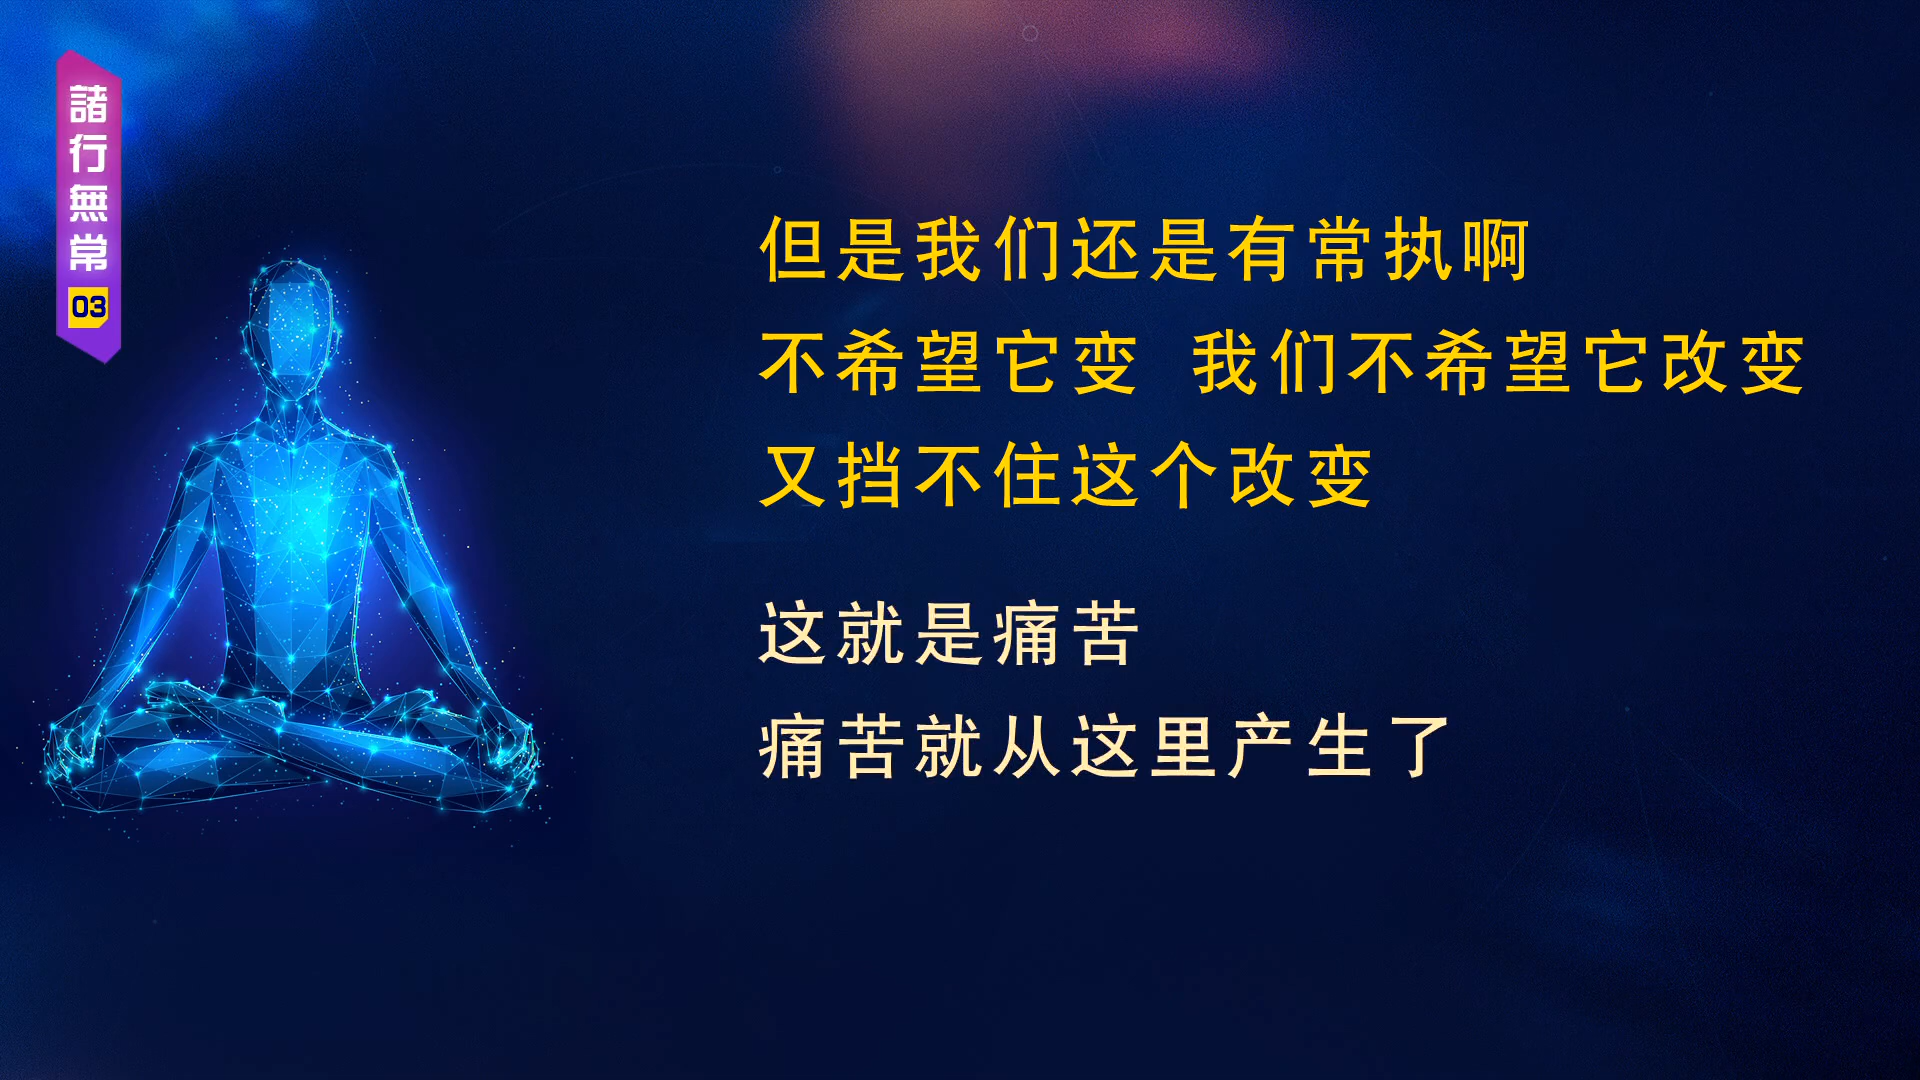 諸行無常
03
但是我们还是有常执啊
不希望它变 我们不希望它改变
又挡不住这个改变
这就是痛苦
痛苦就从这里产生了